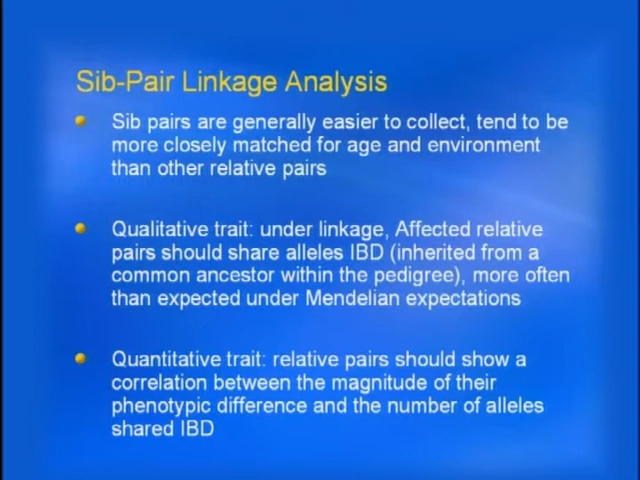 Sib-Pair Linkage Analysis
Sib pairs are generally easier to collect, tend to be
more closely matched for age and environment
than other relative pairs
Qualitative trait: under linkage, Affected relative
pairs should share alleles IBD (inherited from a
common ancestor within the pedigree), more often
than expected under Mendelian expectations
Quantitative trait: relative pairs should show a
correlation between the magnitude of their
phenotypic difference and the number of alleles
shared IBD